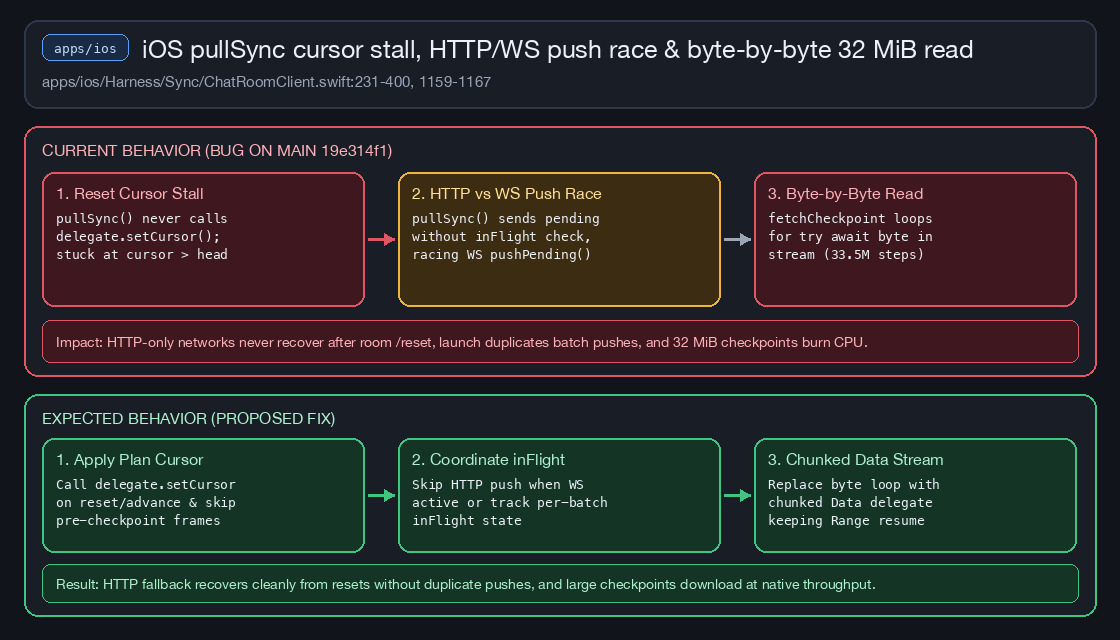 apps/ios
iOS pullSync cursor stall, HTTP/WS push race & byte-by-byte 32 MiB read
apps/ios/Harness/Sync/ChatRoomClient.swift:231-400, 1159-1167
CURRENT BEHAVIOR (BUG ON MAIN 19e314f1)
1. Reset Cursor Stall
pullSync() never calls
delegate.setCursor();
stuck at cursor > head
2. HTTP vs WS Push Race
pullSync() sends pending
without inFlight check,
racing WS pushPending()
3. Byte-by-Byte Read
fetchCheckpoint loops
for try await byte in
stream (33.5M steps)
Impact: HTTP-only networks never recover after room /reset, launch duplicates batch pushes, and 32 MiB checkpoints burn CPU.
EXPECTED BEHAVIOR (PROPOSED FIX)
1. Apply Plan Cursor
Call delegate.setCursor
on reset/advance & skip
pre−checkpoint frames
2. Coordinate inFlight
Skip HTTP push when WS
active or track per−batch
inFlight state
3. Chunked Data Stream
Replace byte loop with
chunked Data delegate
keeping Range resume
Result: HTTP fallback recovers cleanly from resets without duplicate pushes, and large checkpoints download at native throughput.